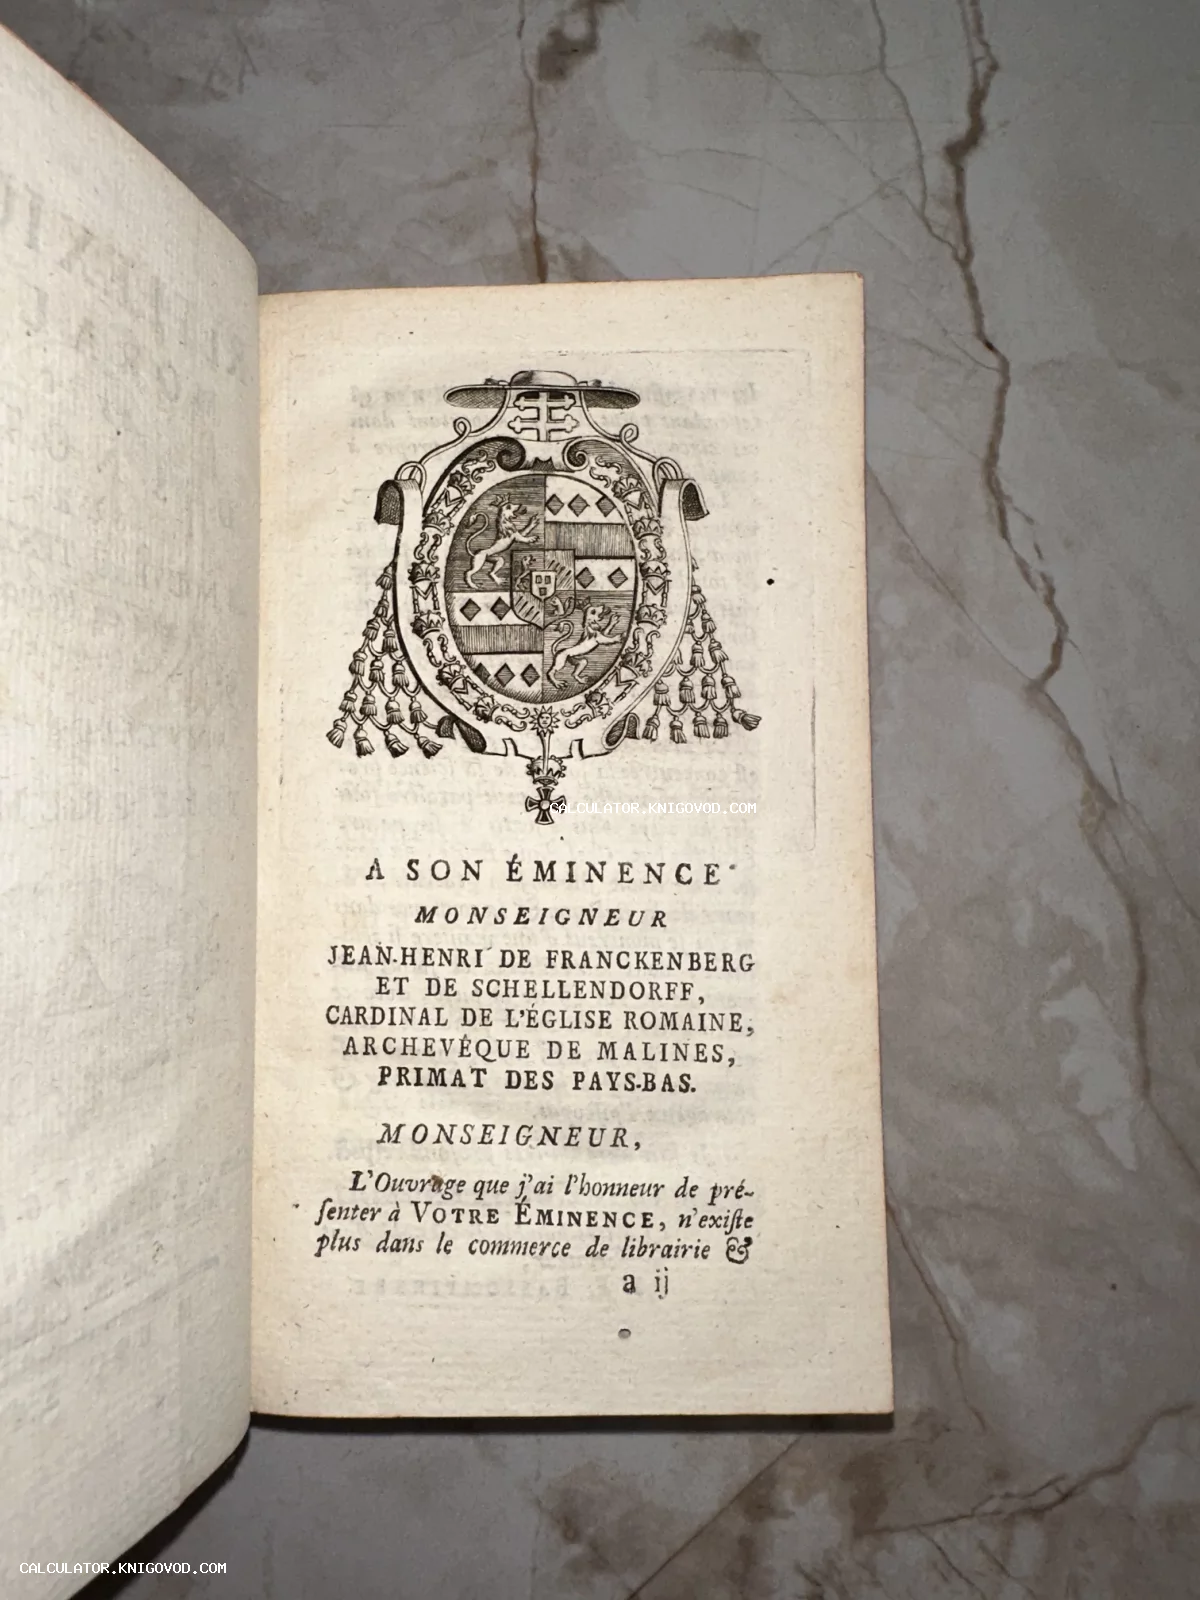 A SON ÉMINENCE
MONSEIGNEUR
JEAN-HENRI DE FRANCKENBERG
ET DE SCHELLENDORFF,
CARDINAL DE L'ÉGLISE ROMAINE,
ARCHEVÊQUE DE MALINES,
PRIMAT DES PAYS-BAS.
MONSEIGNEUR,
L'Ouvrage que j'ai l'honneur de pré-
ſenter à VOTRE ÉMINENCE, n'exiſte
plus dans le commerce de librairie &
a ij
CALCULATOR.KNIGOVOD.COM
CALCULATOR.KNIGOVOD.COM